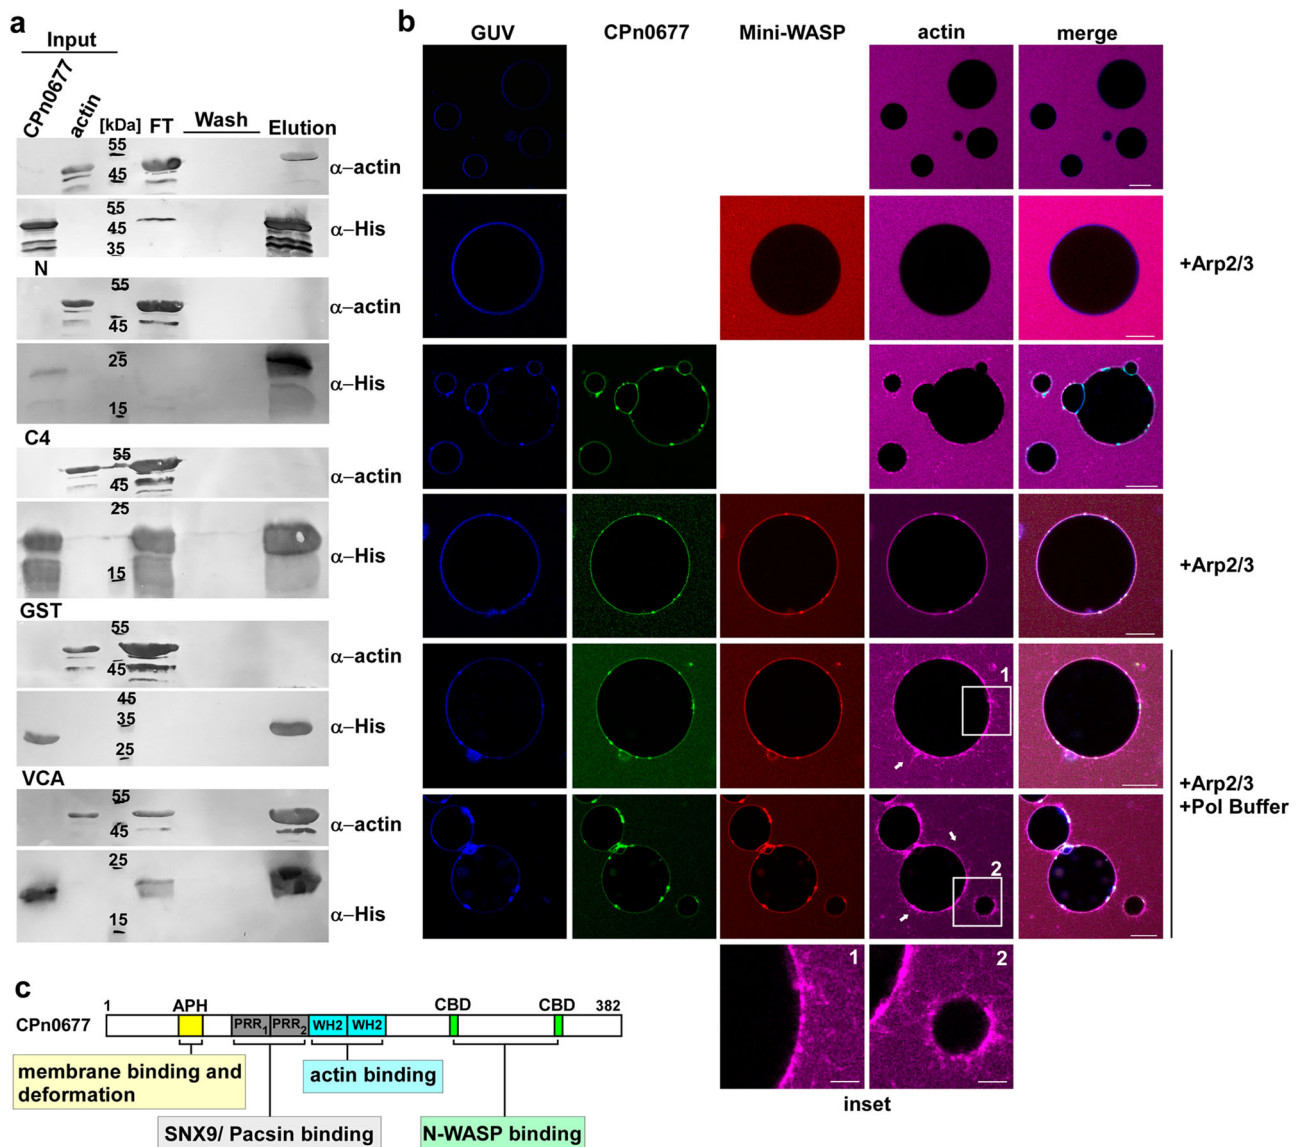 a
Input
CPn0677
actin
[kDa]
FT
Wash
Elution
55
45
α-actin
55
45
35
α-His
N
55
45
α-actin
25
15
α-His
C4
55
45
α-actin
25
15
α-His
GST
55
45
α-actin
45
35
25
α-His
VCA
55
45
α-actin
25
15
α-His
b
GUV CPn0677 Mini-WASP actin merge
+Arp2/3
+Arp2/3
1
+Arp2/3
+Pol Buffer
2
1
2
inset
c
1 382
APH CBD CBD
CPn0677 PRR1 PRR2 WH2 WH2
membrane binding and
deformation
actin binding
SNX9/ Pacsin binding
N-WASP binding